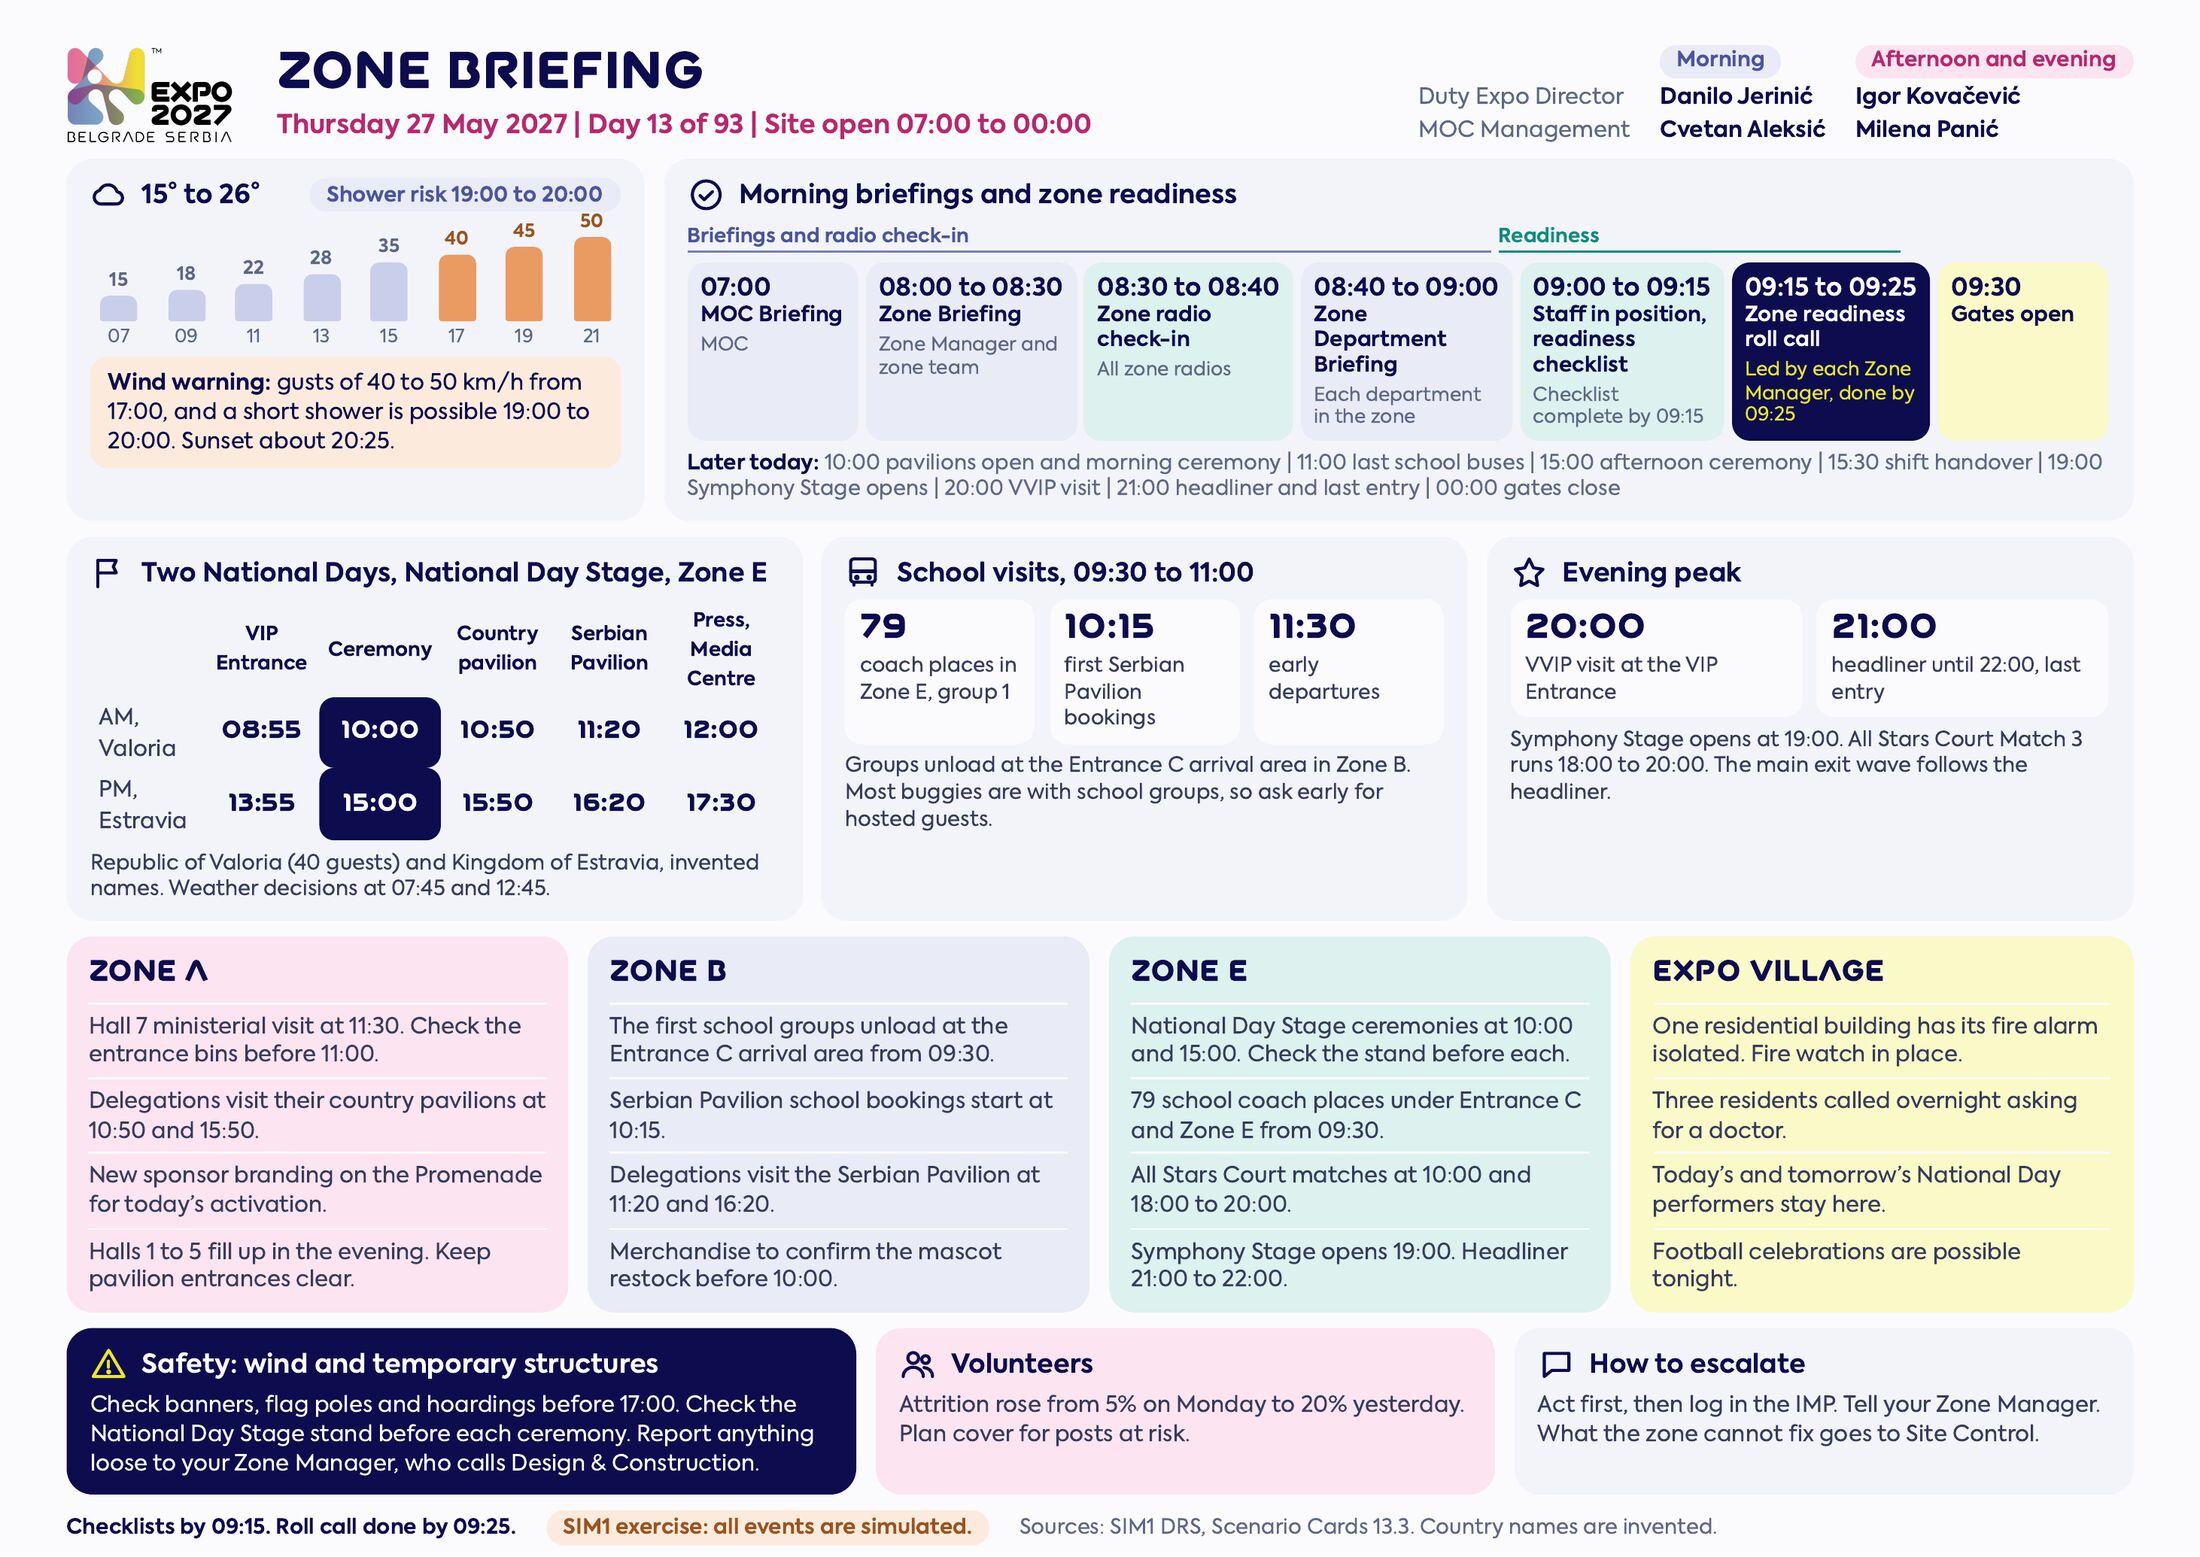 EXPO
2027
BELGRADE SERBIA
TM
ZONE BRIEFING
Thursday 27 May 2027 | Day 13 of 93 | Site open 07:00 to 00:00
Morning
Afternoon and evening
Duty Expo Director
Danilo Jerinić
Igor Kovačević
MOC Management
Cvetan Aleksić
Milena Panić
15° to 26°
Shower risk 19:00 to 20:00
15 18 22 28 35 40 45 50
07 09 11 13 15 17 19 21
Wind warning: gusts of 40 to 50 km/h from
17:00, and a short shower is possible 19:00 to
20:00. Sunset about 20:25.
Morning briefings and zone readiness
Briefings and radio check-in
Readiness
07:00
MOC Briefing
MOC
08:00 to 08:30
Zone Briefing
Zone Manager and
zone team
08:30 to 08:40
Zone radio
check-in
All zone radios
08:40 to 09:00
Zone
Department
Briefing
Each department
in the zone
09:00 to 09:15
Staff in position,
readiness
checklist
Checklist
complete by 09:15
09:15 to 09:25
Zone readiness
roll call
Led by each Zone
Manager, done by
09:25
09:30
Gates open
Later today: 10:00 pavilions open and morning ceremony | 11:00 last school buses | 15:00 afternoon ceremony | 15:30 shift handover | 19:00
Symphony Stage opens | 20:00 VVIP visit | 21:00 headliner and last entry | 00:00 gates close
Two National Days, National Day Stage, Zone E
VIP
Entrance
Ceremony
Country
pavilion
Serbian
Pavilion
Press,
Media
Centre
AM,
Valoria
08:55 10:00 10:50 11:20 12:00
PM,
Estravia
13:55 15:00 15:50 16:20 17:30
Republic of Valoria (40 guests) and Kingdom of Estravia, invented
names. Weather decisions at 07:45 and 12:45.
School visits, 09:30 to 11:00
79
coach places in
Zone E, group 1
10:15
first Serbian
Pavilion
bookings
11:30
early
departures
Groups unload at the Entrance C arrival area in Zone B.
Most buggies are with school groups, so ask early for
hosted guests.
Evening peak
20:00
VVIP visit at the VIP
Entrance
21:00
headliner until 22:00, last
entry
Symphony Stage opens at 19:00. All Stars Court Match 3
runs 18:00 to 20:00. The main exit wave follows the
headliner.
ZONE A
Hall 7 ministerial visit at 11:30. Check the
entrance bins before 11:00.
Delegations visit their country pavilions at
10:50 and 15:50.
New sponsor branding on the Promenade
for today's activation.
Halls 1 to 5 fill up in the evening. Keep
pavilion entrances clear.
ZONE B
The first school groups unload at the
Entrance C arrival area from 09:30.
Serbian Pavilion school bookings start at
10:15.
Delegations visit the Serbian Pavilion at
11:20 and 16:20.
Merchandise to confirm the mascot
restock before 10:00.
ZONE E
National Day Stage ceremonies at 10:00
and 15:00. Check the stand before each.
79 school coach places under Entrance C
and Zone E from 09:30.
All Stars Court matches at 10:00 and
18:00 to 20:00.
Symphony Stage opens 19:00. Headliner
21:00 to 22:00.
EXPO VILLAGE
One residential building has its fire alarm
isolated. Fire watch in place.
Three residents called overnight asking
for a doctor.
Today's and tomorrow's National Day
performers stay here.
Football celebrations are possible
tonight.
Safety: wind and temporary structures
Check banners, flag poles and hoardings before 17:00. Check the
National Day Stage stand before each ceremony. Report anything
loose to your Zone Manager, who calls Design & Construction.
Volunteers
Attrition rose from 5% on Monday to 20% yesterday.
Plan cover for posts at risk.
How to escalate
Act first, then log in the IMP. Tell your Zone Manager.
What the zone cannot fix goes to Site Control.
Checklists by 09:15. Roll call done by 09:25.
SIM1 exercise: all events are simulated.
Sources: SIM1 DRS, Scenario Cards 13.3. Country names are invented.